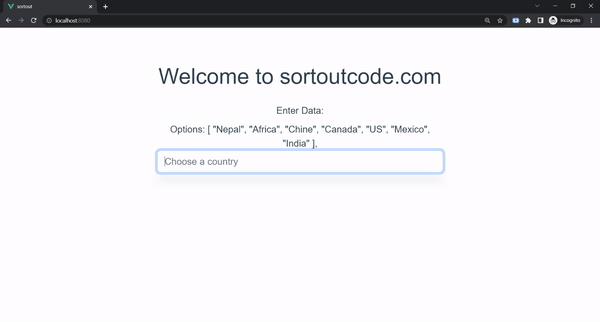 sortout
localhost:8080
Incognito
Welcome to sortoutcode.com
Enter Data:
Options: [ "Nepal", "Africa", "Chine", "Canada", "US", "Mexico",
"India" ],
Choose a country